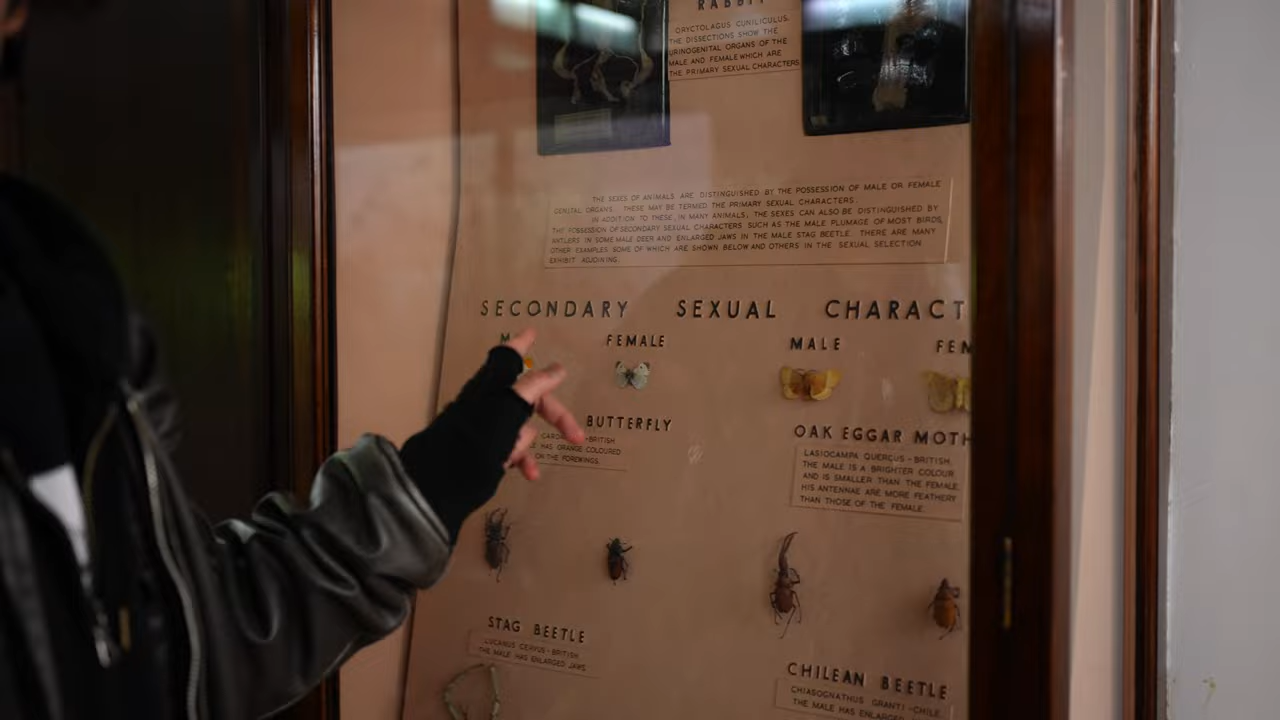 RABBIT
ORYCTOLAGUS CUNILICULUS.
THE DISSECTIONS SHOW THE
URINOGENITAL ORGANS OF THE
MALE AND FEMALE WHICH ARE
THE PRIMARY SEXUAL CHARACTERS
THE SEXES OF ANIMALS ARE DISTINGUISHED BY THE POSSESSION OF MALE OR FEMALE
GENITAL ORGANS. THESE MAY BE TERMED THE PRIMARY SEXUAL CHARACTERS.
IN ADDITION TO THESE, IN MANY ANIMALS, THE SEXES CAN ALSO BE DISTINGUISHED BY
THE POSSESSION OF SECONDARY SEXUAL CHARACTERS SUCH AS THE MALE PLUMAGE OF MOST BIRDS,
ANTLERS IN SOME MALE DEER AND ENLARGED JAWS IN THE MALE STAG BEETLE. THERE ARE MANY
OTHER EXAMPLES SOME OF WHICH ARE SHOWN BELOW AND OTHERS IN THE SEXUAL SELECTION
EXHIBIT ADJOINING.
SECONDARY SEXUAL CHARACT
M FEMALE MALE FEM
BUTTERFLY
CARD -BRITISH
LE HAS ORANGE COLOURED
ON THE FOREWINGS.
OAK EGGAR MOTH
LASIOCAMPA QUERCUS - BRITISH
THE MALE IS A BRIGHTER COLOUR
AND IS SMALLER THAN THE FEMALE.
HIS ANTENNAE ARE MORE FEATHERY
THAN THOSE OF THE FEMALE.
STAG BEETLE
LUCANUS CERVUS - BRITISH
THE MALE HAS ENLARGED JAWS
CHILEAN BEETLE
CHIASOGNATHUS GRANTI - CHILE
THE MALE HAS ENLARGED